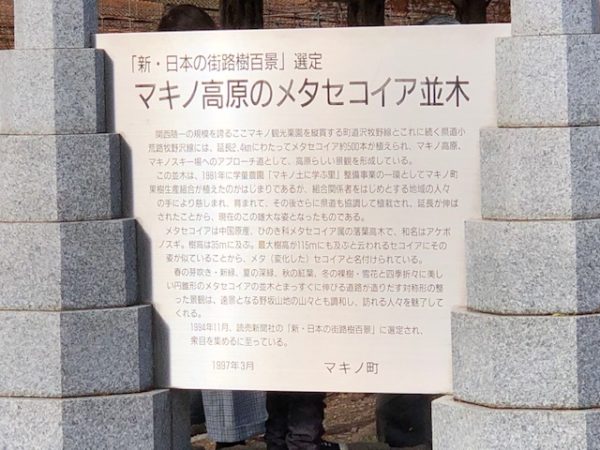 「新・日本の街路樹百景」選定
マキノ高原のメタセコイア並木
関西随一の規模を誇るここマキノ観光果園を縦貫する町道沢牧野線とこれに続く県道小
荒路牧野沢線には、延長2.4kmにわたってメタセコイア約500本が植えられ、マキノ高原、
マキノスキー場へのアプローチ道として、高原らしい景観を形成している。
この並木は、1981年に学童農園「マキノ土に学ぶ里」整備事業の一環としてマキノ町
果樹生産組合が植えたのがはじまりであるが、組合関係者をはじめとする地域の人々
の手により慈しまれ、育まれて、その後さらに県道も協調して植栽され、延長が伸ば
されたことから、現在のこの雄大な姿となったものである。
メタセコイアは中国原産、ひのき科メタセコイア属の落葉高木で、和名はアケボ
ノスギ。樹高は35mに及ぶ。最大樹高が115mにも及ぶと云われるセコイアにその
姿が似ていることから、メタ（変化した）セコイアと名付けられている。
春の芽吹き・新緑、夏の深緑、秋の紅葉、冬の裸樹・雪花と四季折々に美し
い円錐形のメタセコイアの並木とまっすぐに伸びる道路が造りだす対称形の整
った景観は、遠景となる野坂山地の山々とも調和し、訪れる人々を魅了して
くれる。
1994年11月、読売新聞社の「新・日本の街路樹百景」に選定され、
衆目を集めるに至っている。
1997年3月 マキノ町